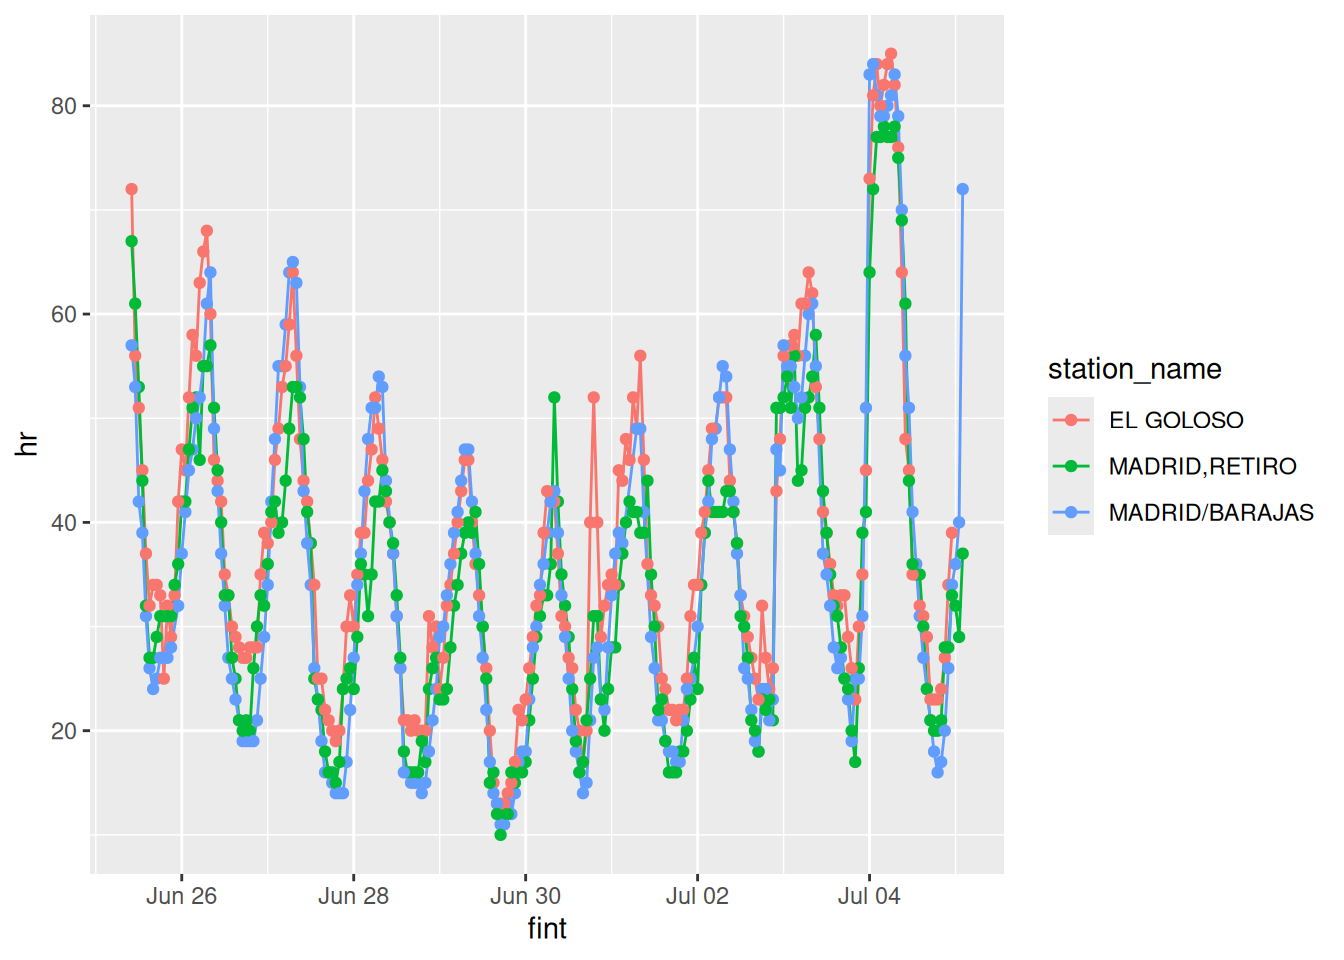 hr
80
60
40
20
Jun 26
Jun 28
Jun 30
Jul 02
Jul 04
fint
station_name
EL GOLOSO
MADRID,RETIRO
MADRID/BARAJAS